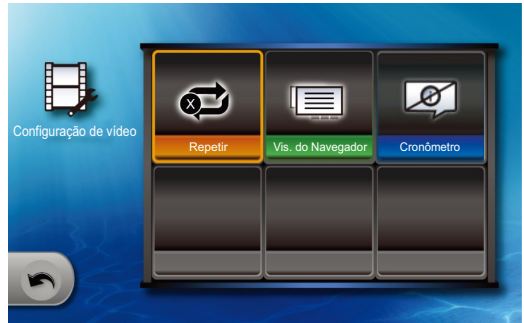 Configuração de vídeo
Repetir
Vis. do Navegador
Cronômetro
X